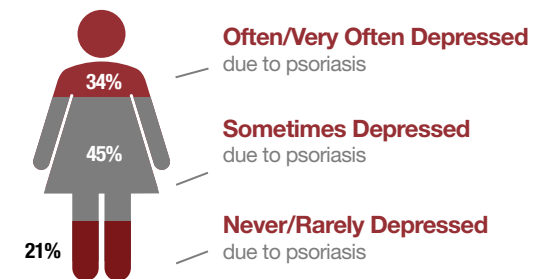 Often/Very Often Depressed
due to psoriasis
34%
Sometimes Depressed
due to psoriasis
45%
Never/Rarely Depressed
due to psoriasis
21%